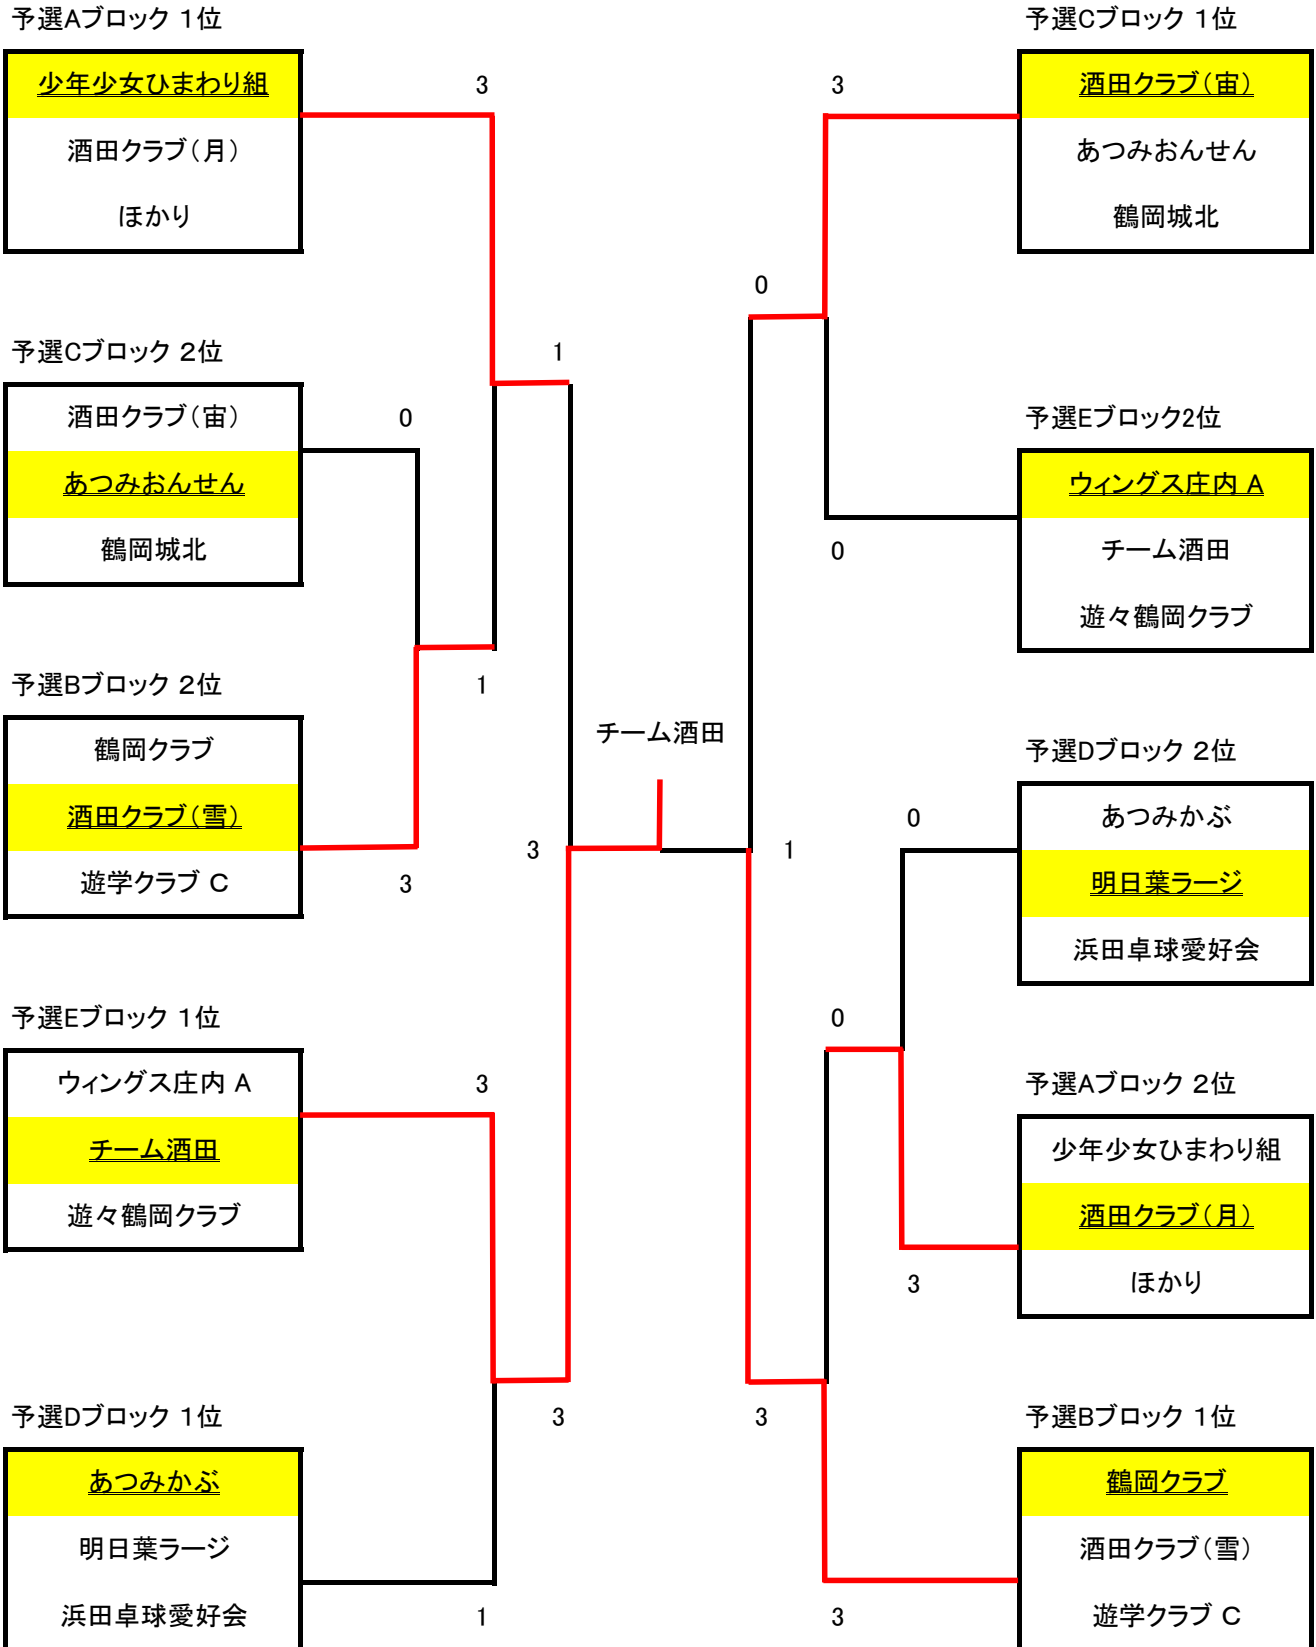 予選Aブロック 1位
少年少女ひまわり組
酒田クラブ(月)
ほかり
3
予選Cブロック 2位
酒田クラブ(宙)
あつみおんせん
鶴岡城北
0
1
予選Bブロック 2位
鶴岡クラブ
酒田クラブ(雪)
遊学クラブ C
3
1
予選Eブロック 1位
ウィングス庄内 A
チーム酒田
遊々鶴岡クラブ
3
3
予選Dブロック 1位
あつみかぶ
明日葉ラージ
浜田卓球愛好会
1
3
チーム酒田
予選Cブロック 1位
酒田クラブ(宙)
あつみおんせん
鶴岡城北
3
0
予選Eブロック2位
ウィングス庄内 A
チーム酒田
遊々鶴岡クラブ
0
予選Dブロック 2位
あつみかぶ
明日葉ラージ
浜田卓球愛好会
0
1
予選Aブロック 2位
少年少女ひまわり組
酒田クラブ(月)
ほかり
0
3
予選Bブロック 1位
鶴岡クラブ
酒田クラブ(雪)
遊学クラブ C
3
3